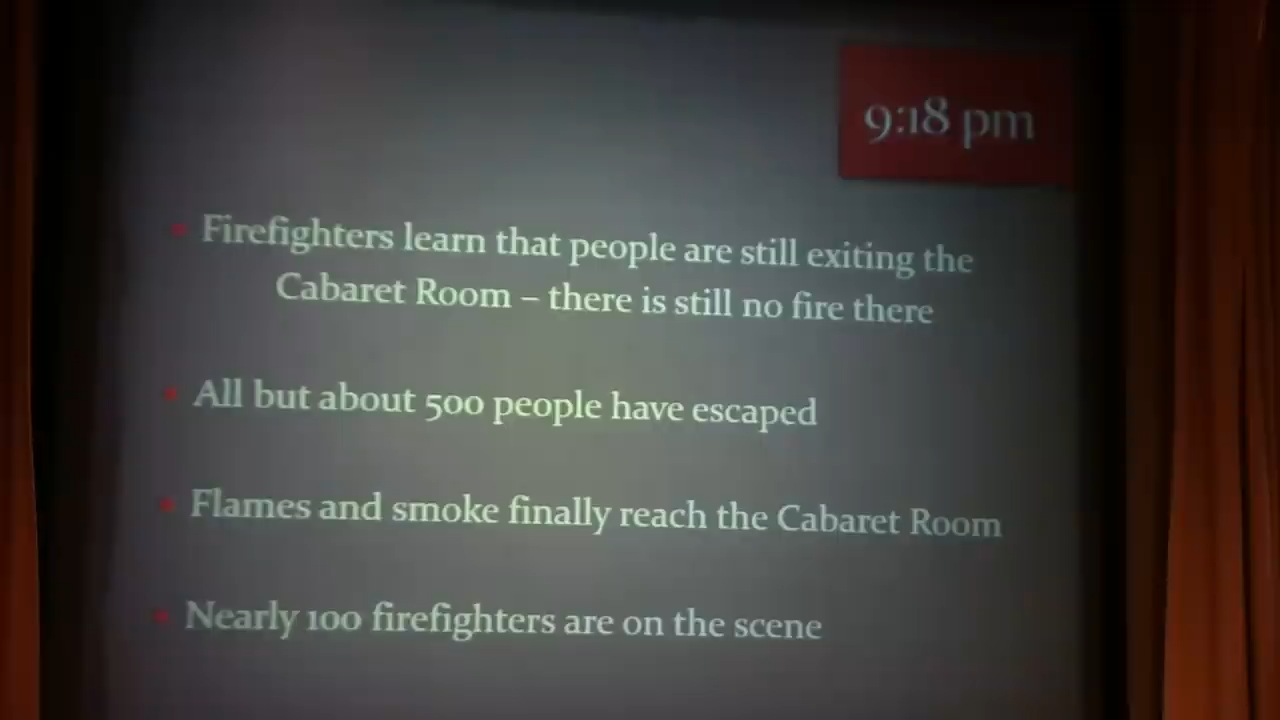 9:18 pm
Firefighters learn that people are still exiting the
Cabaret Room – there is still no fire there
All but about 500 people have escaped
Flames and smoke finally reach the Cabaret Room
Nearly 100 firefighters are on the scene